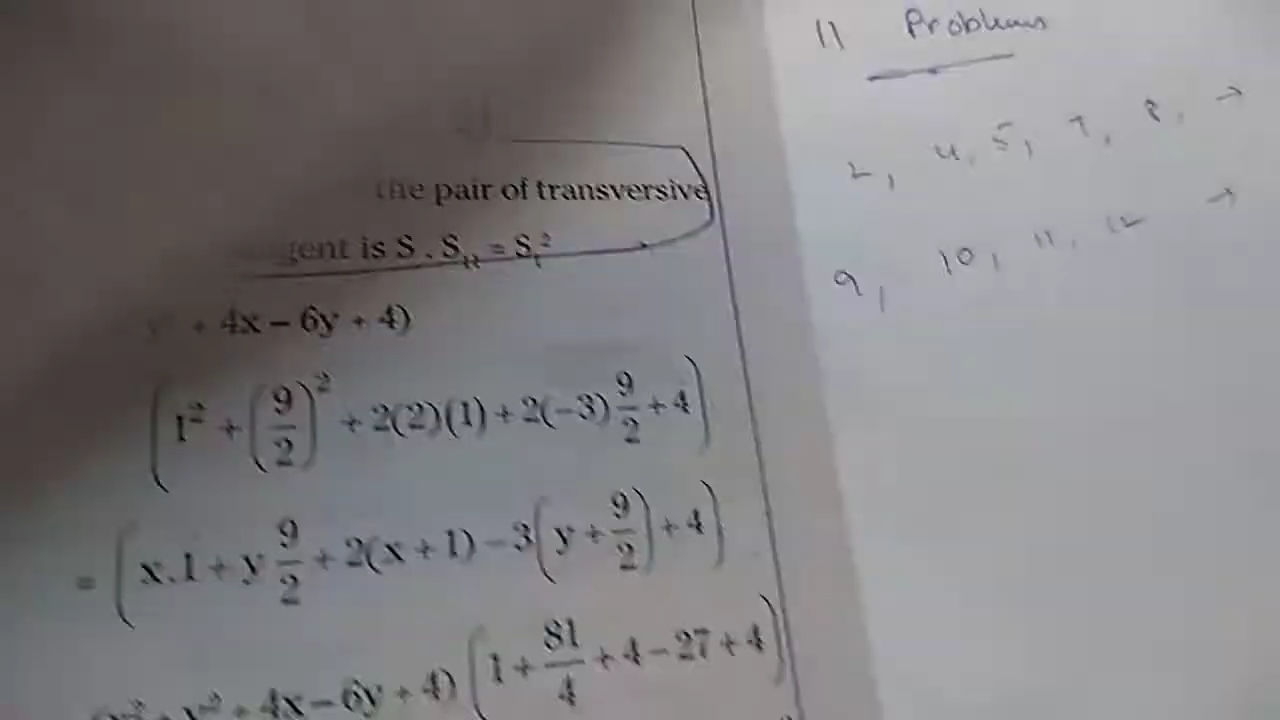 11 Problems
2, 4, 5, 7, 8, →
9, 10, 11, 12 →
the pair of transversive
gent is S . S₁₁ = S₁²
y² + 4x – 6y + 4)
(1² + (9/2)² + 2(2)(1) + 2(–3) 9/2 + 4)
= (x.1 + y 9/2 + 2(x + 1) – 3(y + 9/2) + 4)
+ y² + 4x – 6y + 4) (1 + 81/4 + 4 – 27 + 4)